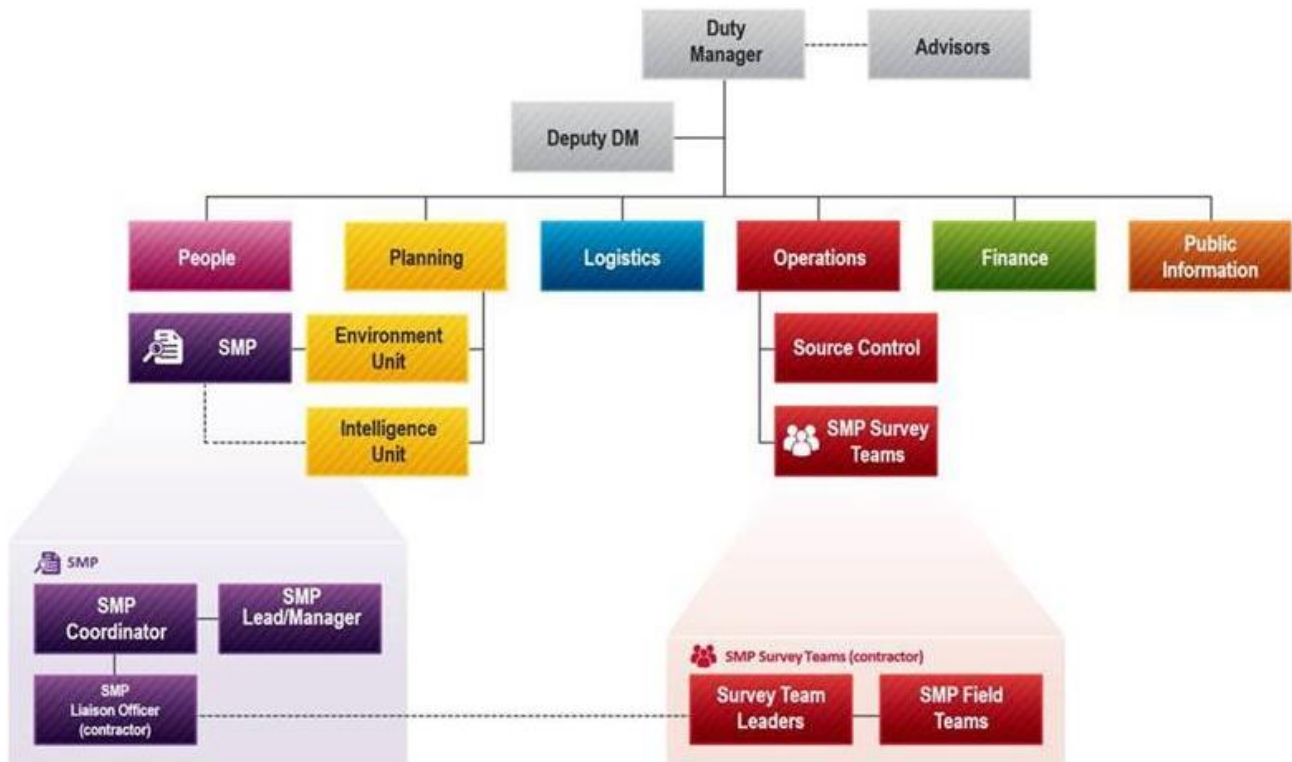 Duty
Manager
Advisors
Deputy DM
People
Planning
Logistics
Operations
Finance
Public
Information
SMP
Environment
Unit
Source Control
Intelligence
Unit
SMP Survey
Teams
SMP
SMP
Coordinator
SMP
Lead/Manager
SMP
Liaison Officer
(contractor)
SMP Survey Teams (contractor)
Survey Team
Leaders
SMP Field
Teams